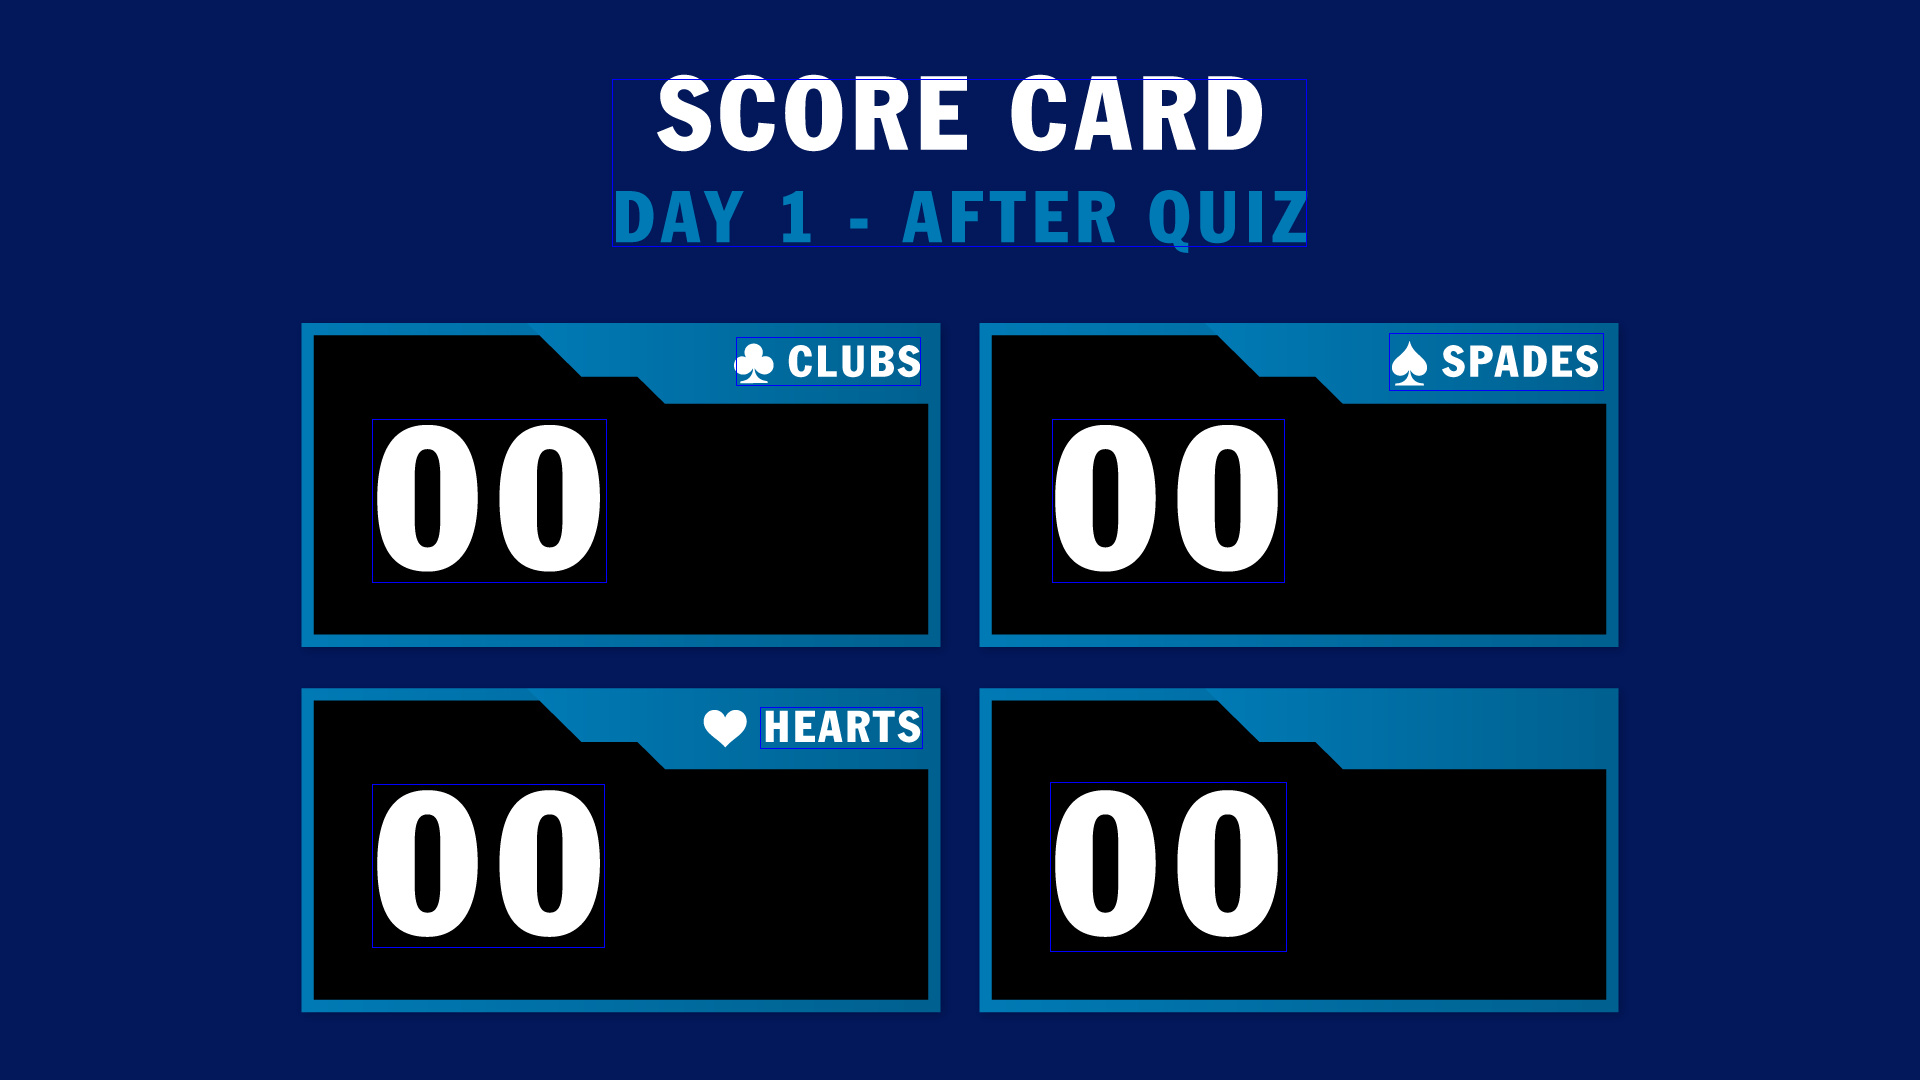 SCORE CARD
DAY 1 - AFTER QUIZ
CLUBS
00
SPADES
00
HEARTS
00
00